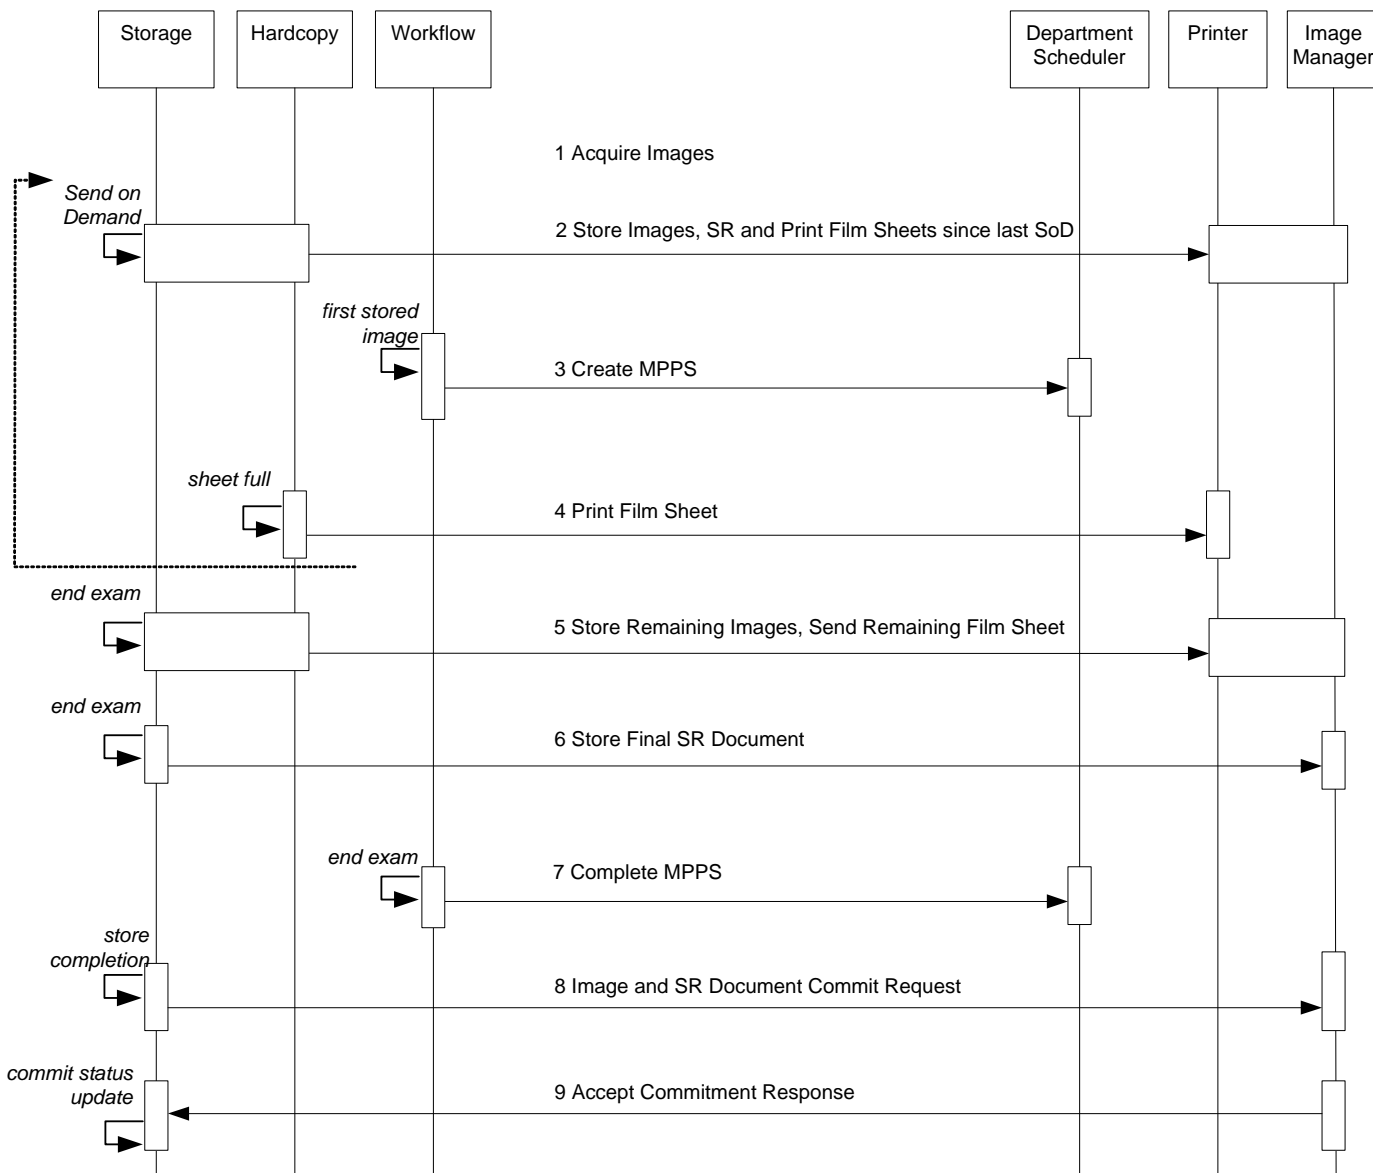 Storage
Hardcopy
Workflow
Department
Scheduler
Printer
Image
Manager
1 Acquire Images
Send on
Demand
2 Store Images, SR and Print Film Sheets since last SoD
first stored
image
3 Create MPPS
sheet full
4 Print Film Sheet
end exam
5 Store Remaining Images, Send Remaining Film Sheet
end exam
6 Store Final SR Document
end exam
7 Complete MPPS
store
completion
8 Image and SR Document Commit Request
commit status
update
9 Accept Commitment Response